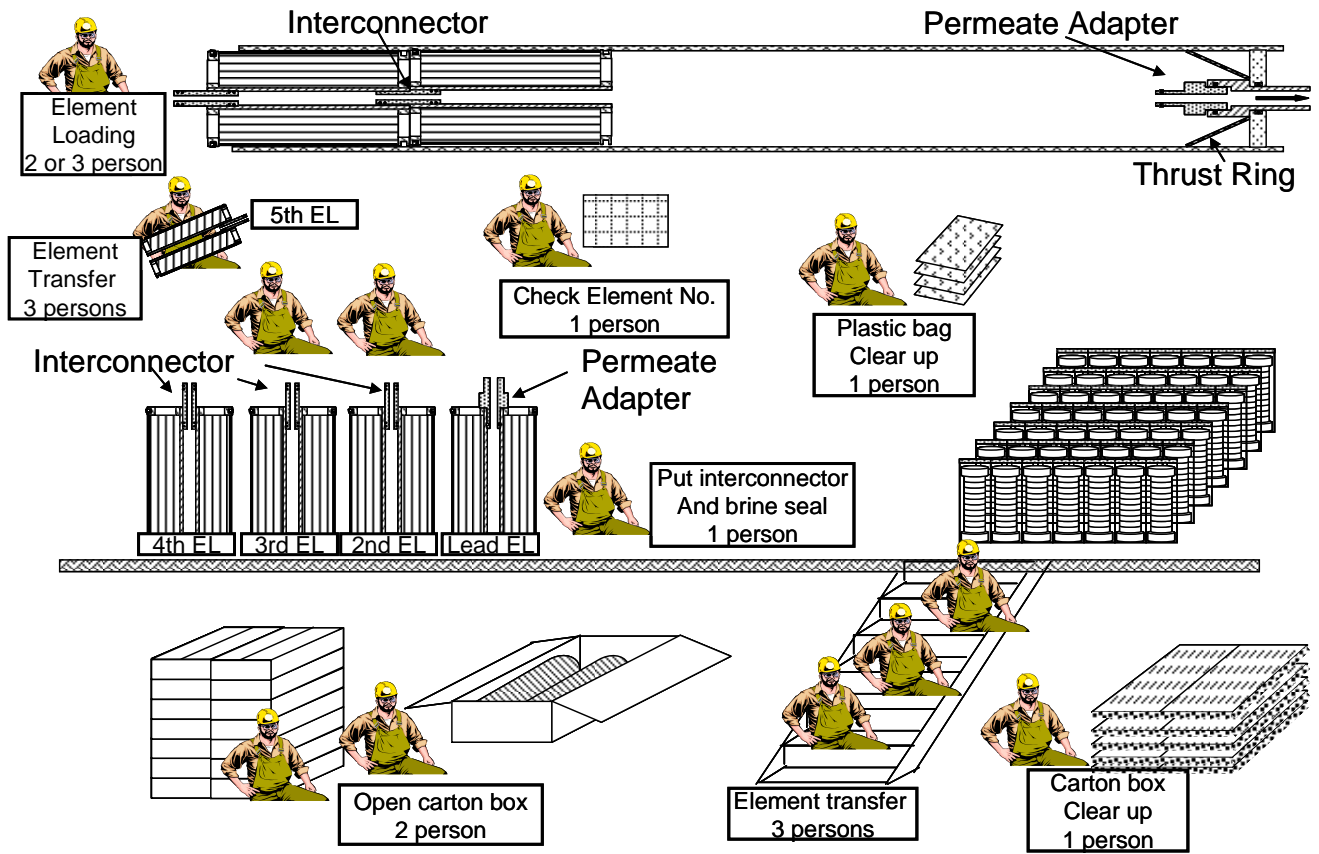 Interconnector
Permeate Adapter
Element
Loading
2 or 3 person
Thrust Ring
5th EL
Element
Transfer
3 persons
Check Element No.
1 person
Plastic bag
Clear up
1 person
Interconnector
Permeate
Adapter
Put interconnector
And brine seal
1 person
4th EL
3rd EL
2nd EL
Lead EL
Open carton box
2 person
Element transfer
3 persons
Carton box
Clear up
1 person